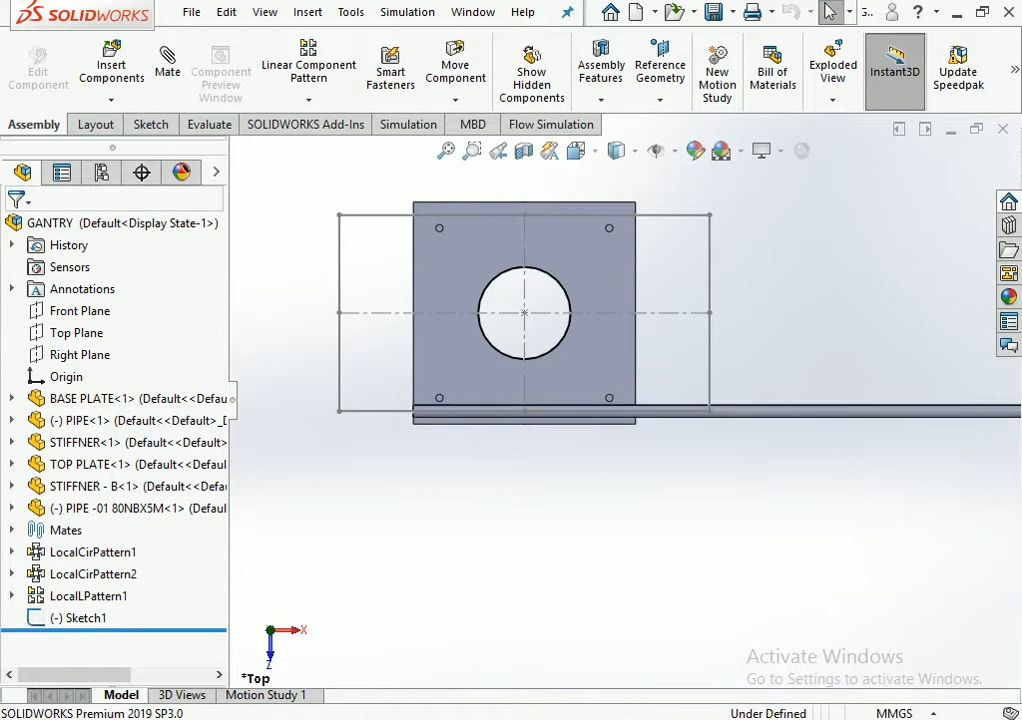 SOLIDWORKS File Edit View Insert Tools Simulation Window Help 5..
Edit Component
Insert Components
Mate
Component Preview Window
Linear Component Pattern
Smart Fasteners
Move Component
Show Hidden Components
Assembly Features
Reference Geometry
New Motion Study
Bill of Materials
Exploded View
Instant3D
Update Speedpak
Assembly Layout Sketch Evaluate SOLIDWORKS Add-Ins Simulation MBD Flow Simulation
GANTRY (Default<Display State-1>)
History
Sensors
Annotations
Front Plane
Top Plane
Right Plane
Origin
BASE PLATE<1> (Default<<Defau
(-) PIPE<1> (Default<<Default>_D
STIFFNER<1> (Default<<Default
TOP PLATE<1> (Default<<Default
STIFFNER - B<1> (Default<<Defau
(-) PIPE -01 80NBX5M<1> (Defaul
Mates
LocalCirPattern1
LocalCirPattern2
LocalLPattern1
(-) Sketch1
X
Z
*Top
Activate Windows
Go to Settings to activate Windows.
Model 3D Views Motion Study 1
SOLIDWORKS Premium 2019 SP3.0 Under Defined MMGS